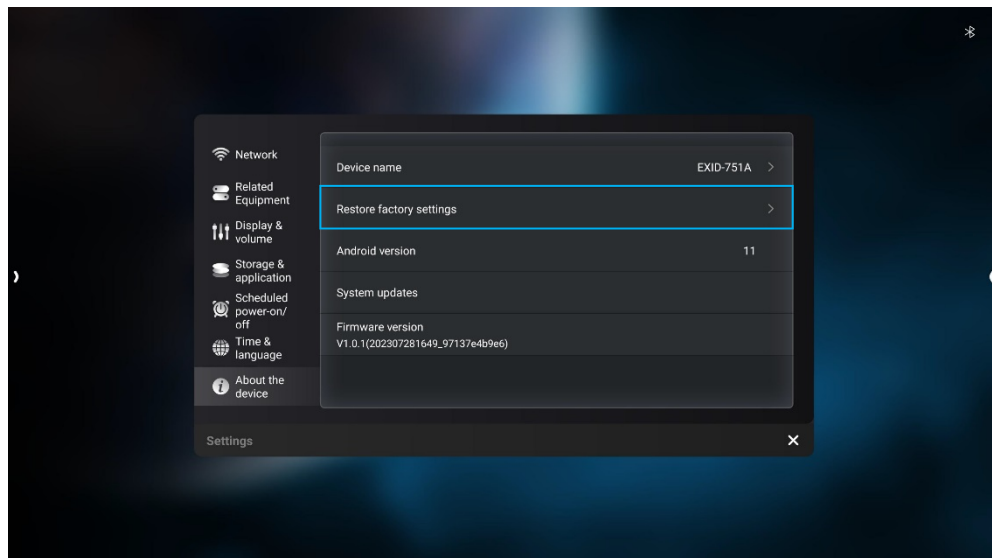 Network
Related
Equipment
Display &
volume
Storage &
application
Scheduled
power-on/
off
Time &
language
About the
device
Device name EXID-751A
Restore factory settings
Android version 11
System updates
Firmware version
V1.0.1(202307281649_97137e4b9e6)
Settings